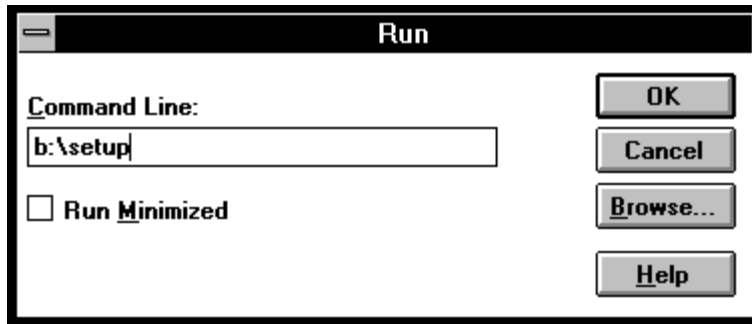 Run
Command Line:
b:\setup
Run Minimized
OK
Cancel
Browse...
Help